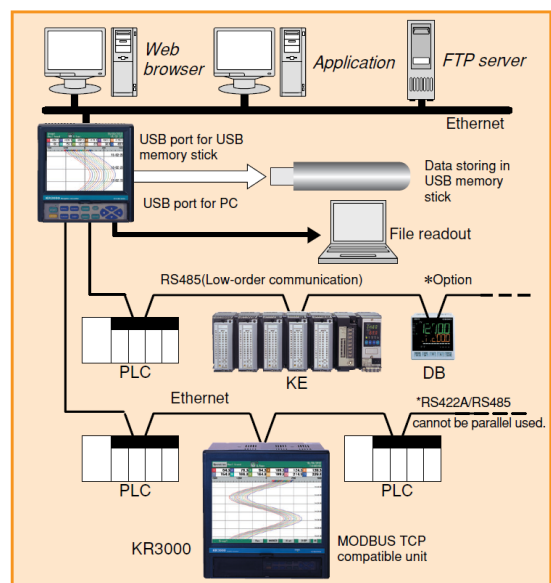 Web
browser
Application
FTP server
Ethernet
USB port for USB
memory stick
Data storing in
USB memory
stick
USB port for PC
File readout
RS485(Low-order communication)
*Option
PLC
KE
DB
Ethernet
*RS422A/RS485
cannot be parallel used.
PLC
PLC
KR3000
MODBUS TCP
compatible unit